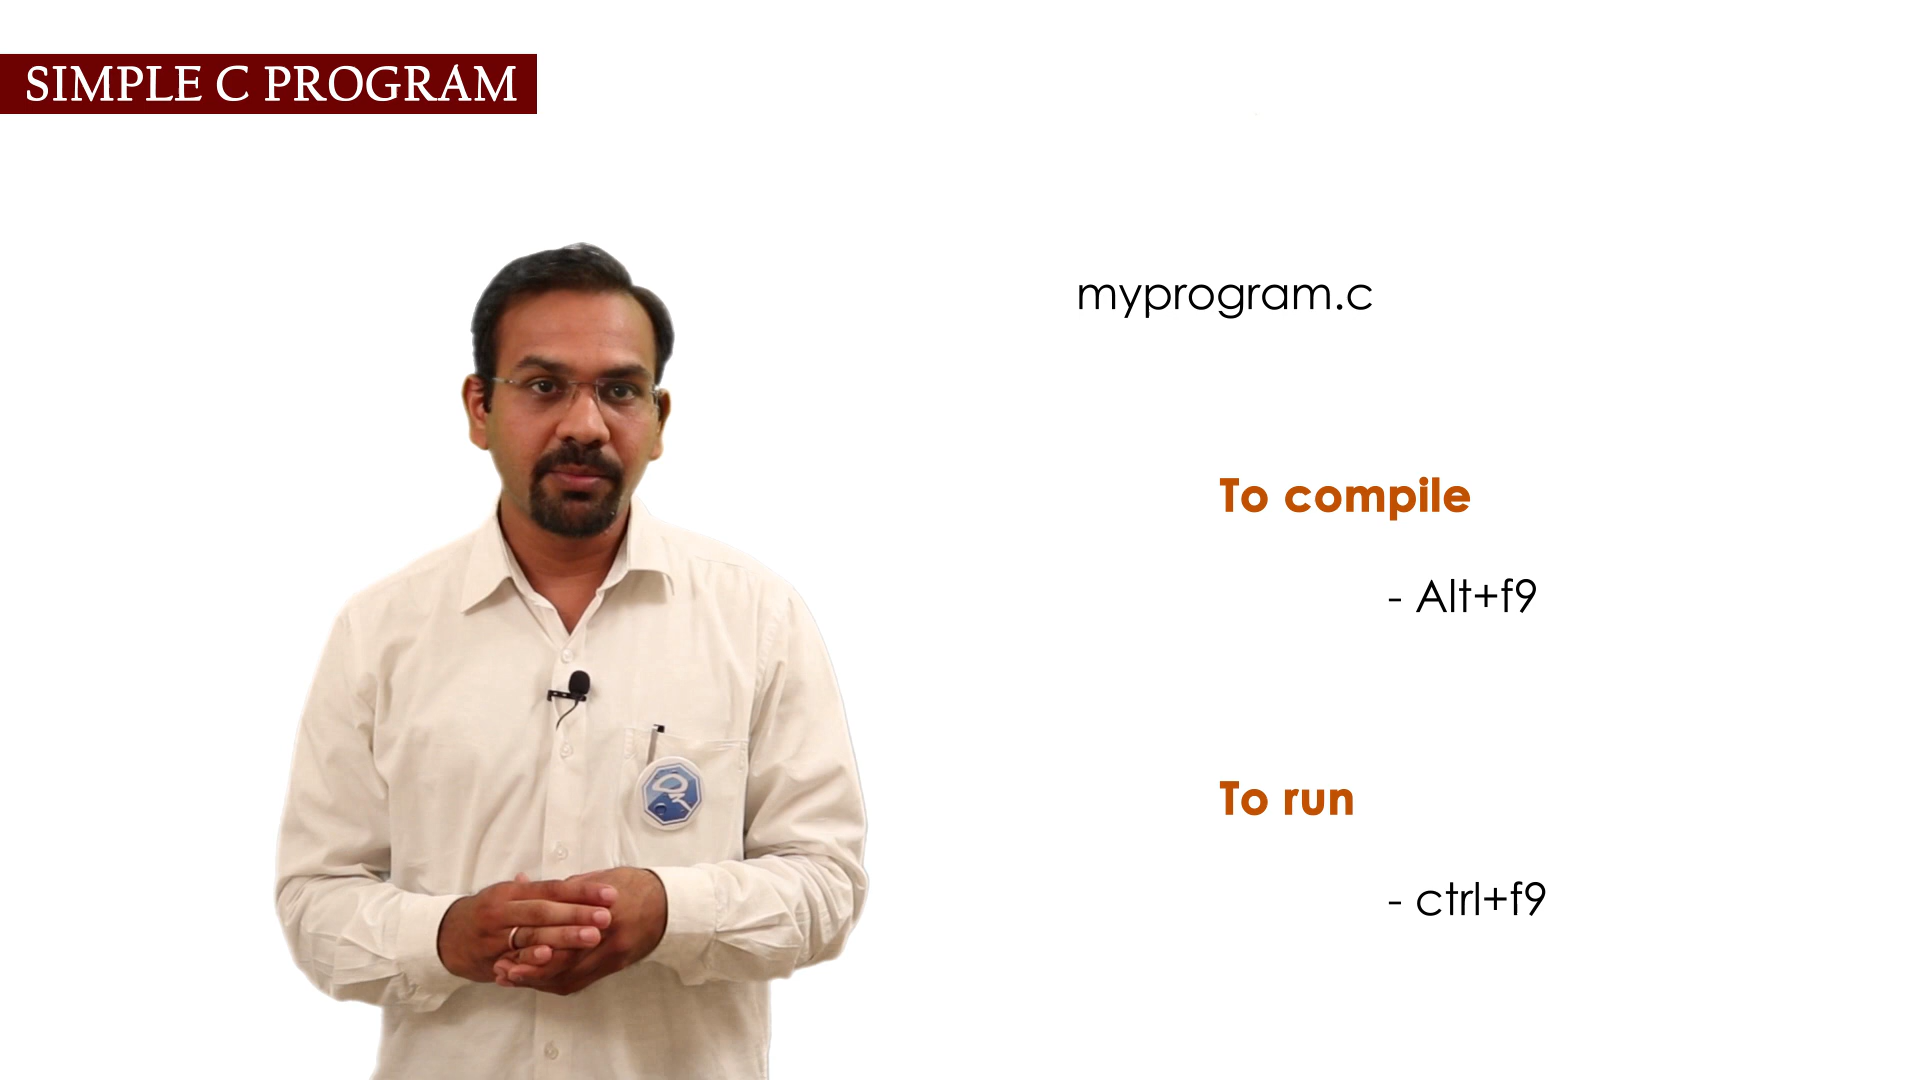 SIMPLE C PROGRAM
myprogram.c
To compile
- Alt+f9
To run
- ctrl+f9